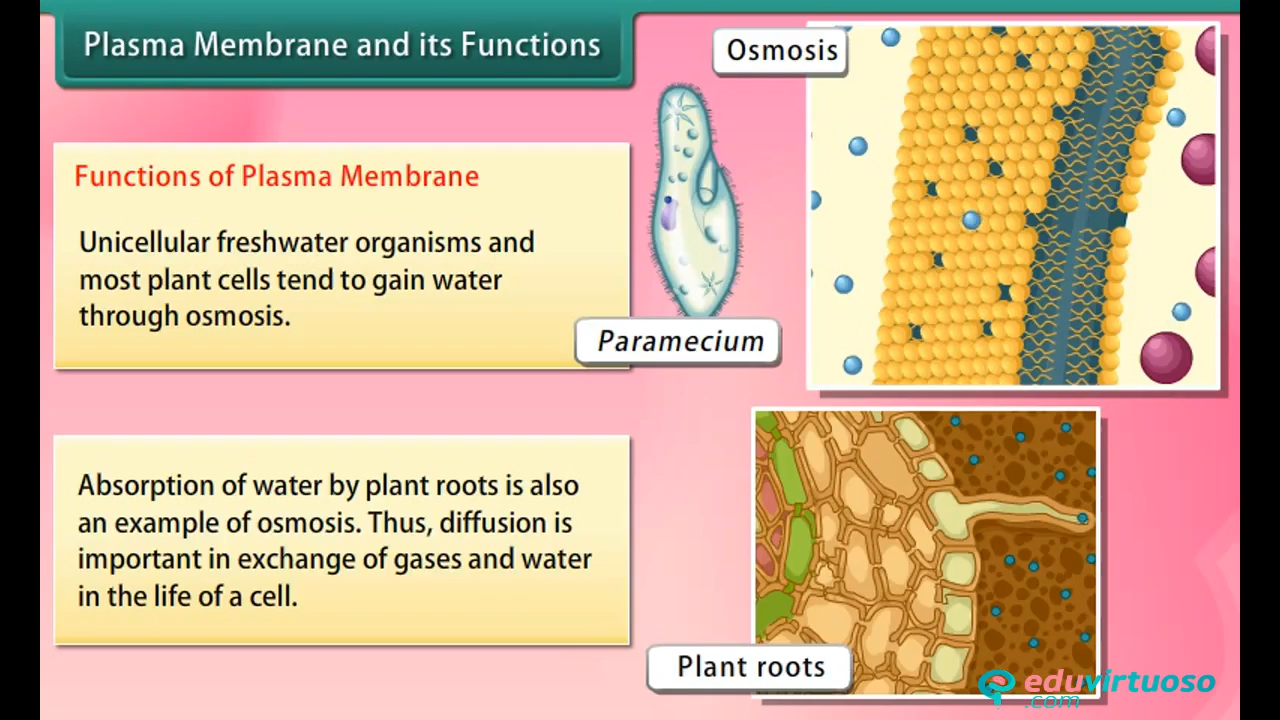 Plasma Membrane and its Functions
Osmosis
Functions of Plasma Membrane
Unicellular freshwater organisms and
most plant cells tend to gain water
through osmosis.
Paramecium
Absorption of water by plant roots is also
an example of osmosis. Thus, diffusion is
important in exchange of gases and water
in the life of a cell.
Plant roots
eduvirtuoso
.com